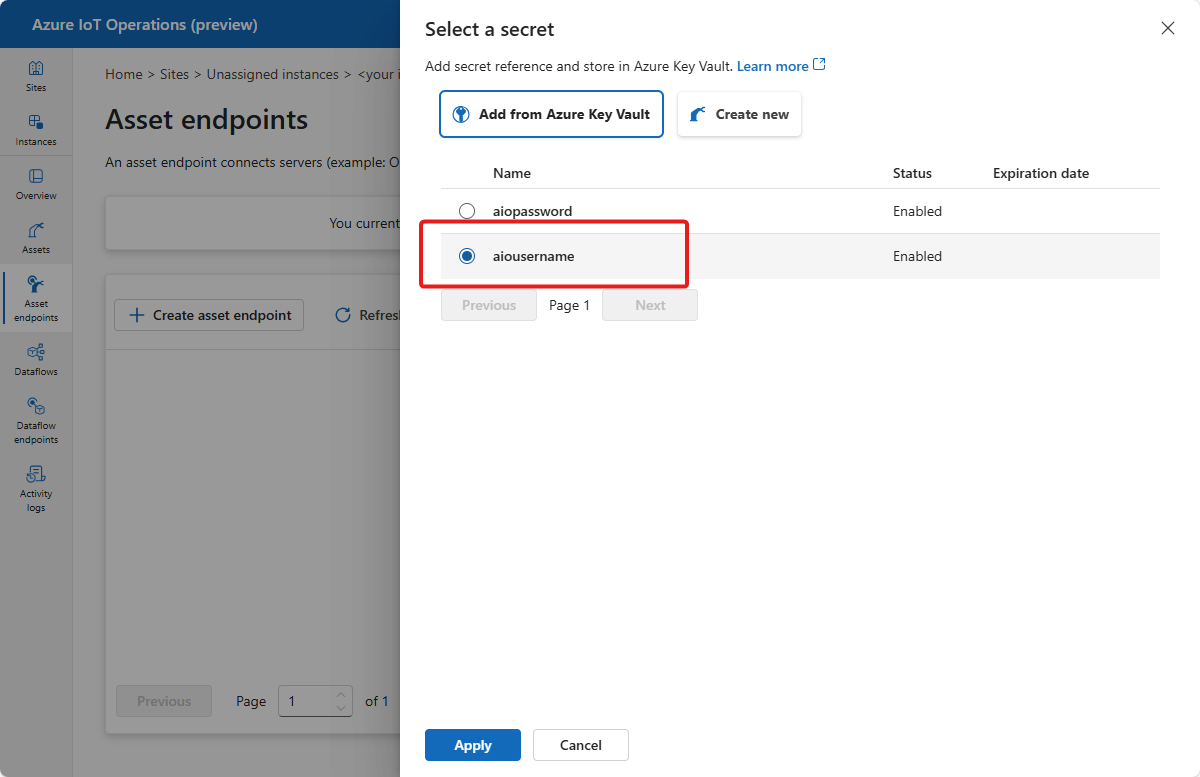 Azure IoT Operations (preview)
Sites
Instances
Overview
Assets
Asset
endpoints
Dataflows
Dataflow
endpoints
Activity
logs
Home > Sites > Unassigned instances > <your i
Asset endpoints
An asset endpoint connects servers (example: O
You current
Create asset endpoint
Refres
Previous
Page
1
of 1
Select a secret
Add secret reference and store in Azure Key Vault. Learn more
Add from Azure Key Vault
Create new
Name Status Expiration date
aiopassword Enabled
aiousername Enabled
Previous Page 1 Next
Apply Cancel